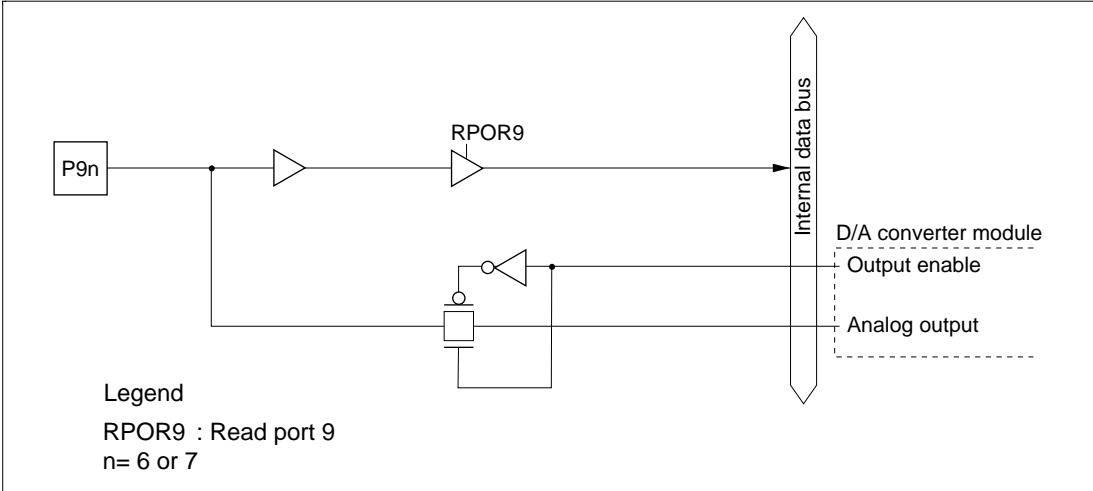 RPOR9
P9n
Internal data bus
D/A converter module
Output enable
Analog output
Legend
RPOR9 : Read port 9
n= 6 or 7